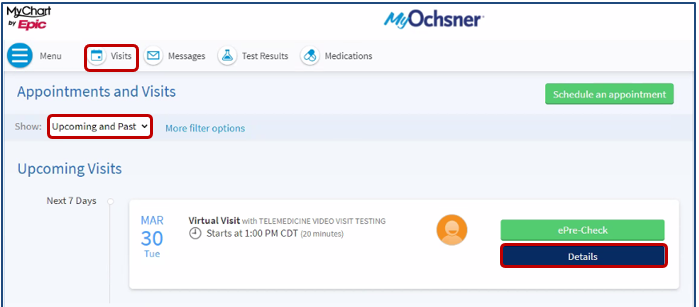 MyChart
by Epic
MyOchsner
Menu
Visits
Messages
Test Results
Medications
Appointments and Visits
Schedule an appointment
Show: Upcoming and Past
More filter options
Upcoming Visits
Next 7 Days
MAR
30
Tue
Virtual Visit with TELEMEDICINE VIDEO VISIT TESTING
Starts at 1:00 PM CDT (20 minutes)
ePre-Check
Details